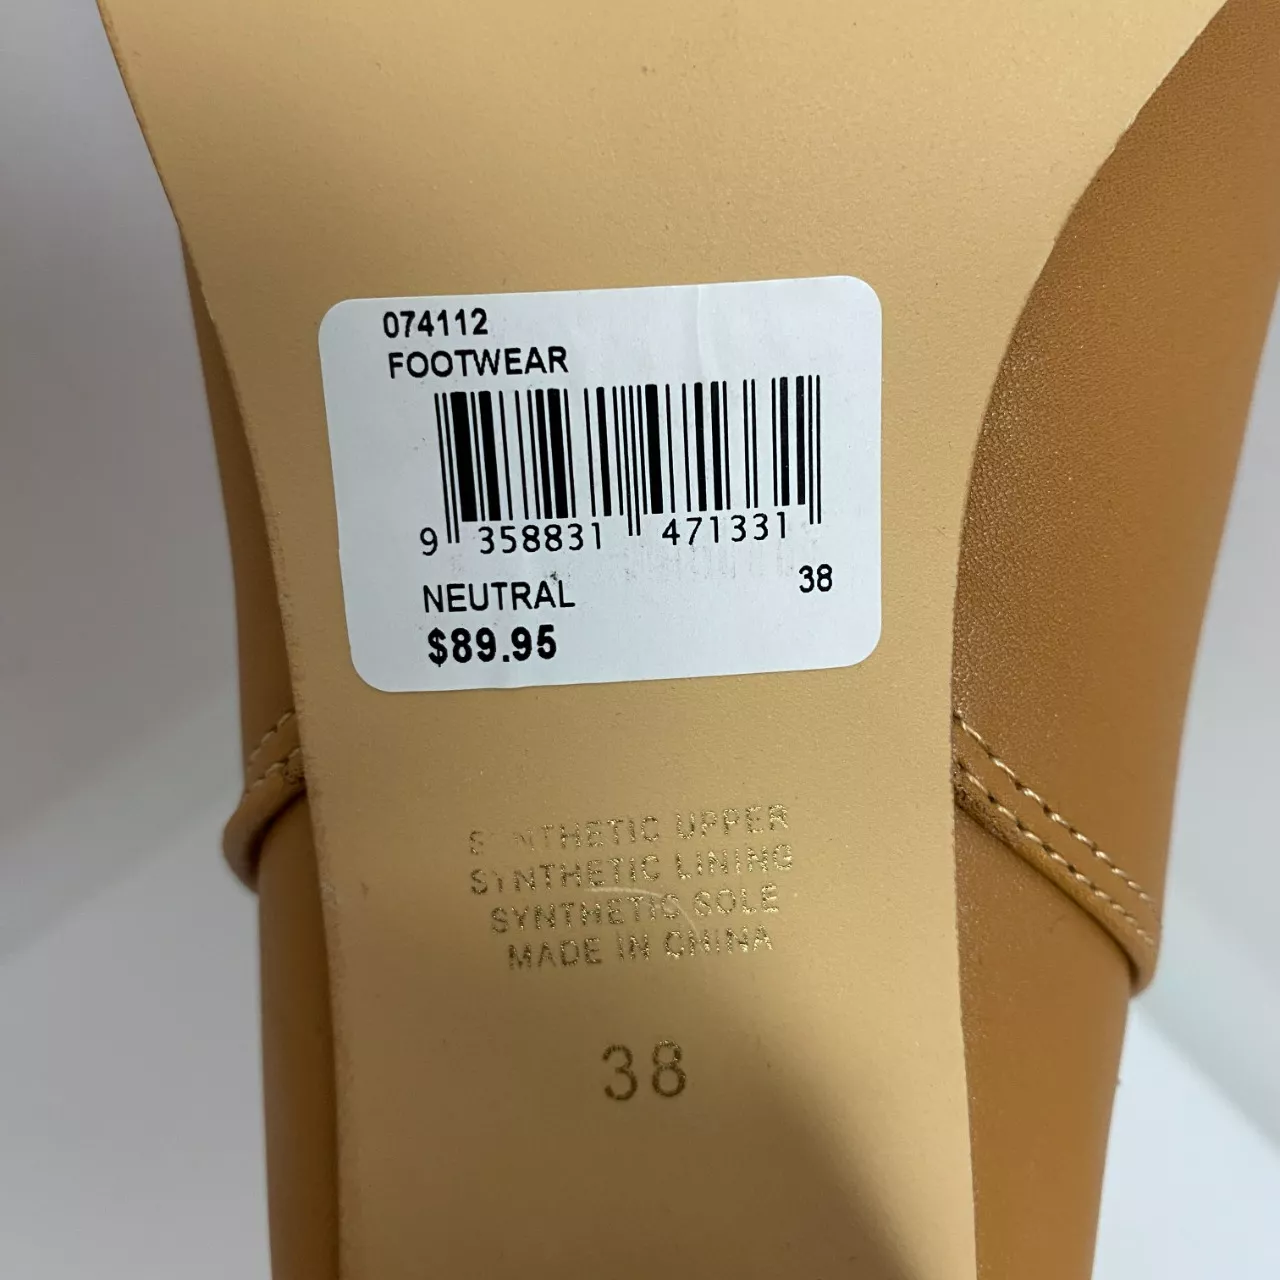 074112
FOOTWEAR
9 358831 471331
NEUTRAL 38
$89.95
SYNTHETIC UPPER
SYNTHETIC LINING
SYNTHETIC SOLE
MADE IN CHINA
38